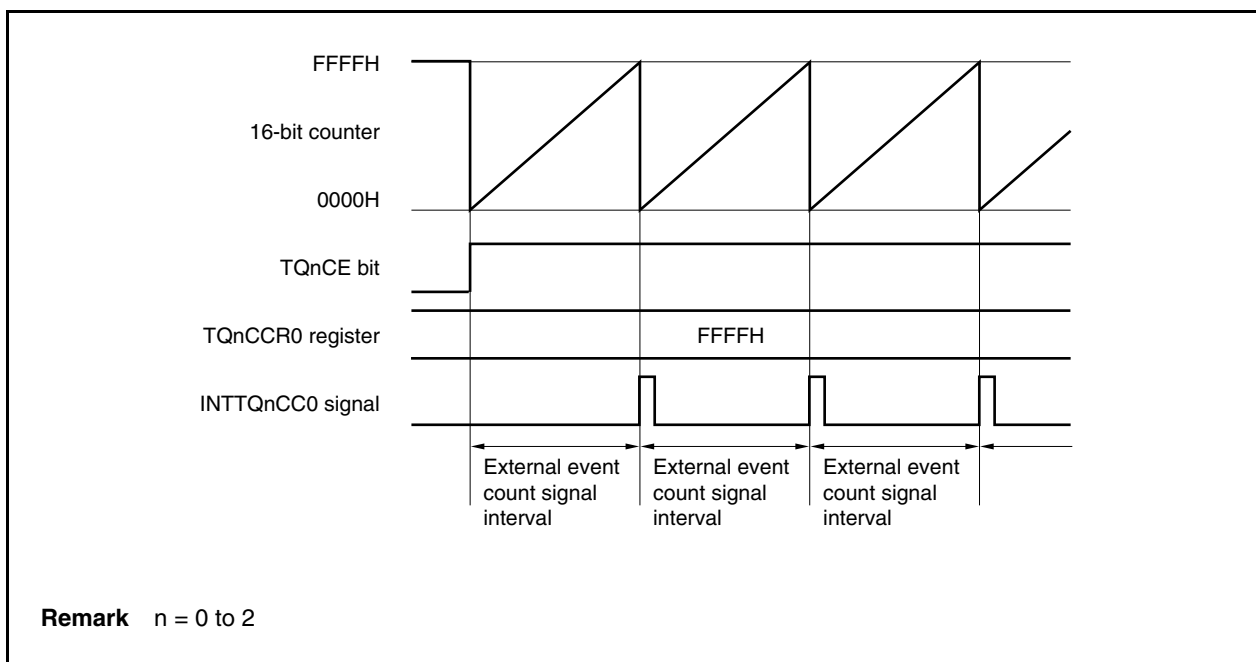 FFFFH
16-bit counter
0000H
TQnCE bit
TQnCCR0 register
FFFFH
INTTQnCC0 signal
External event
count signal
interval
External event
count signal
interval
External event
count signal
interval
Remark n = 0 to 2